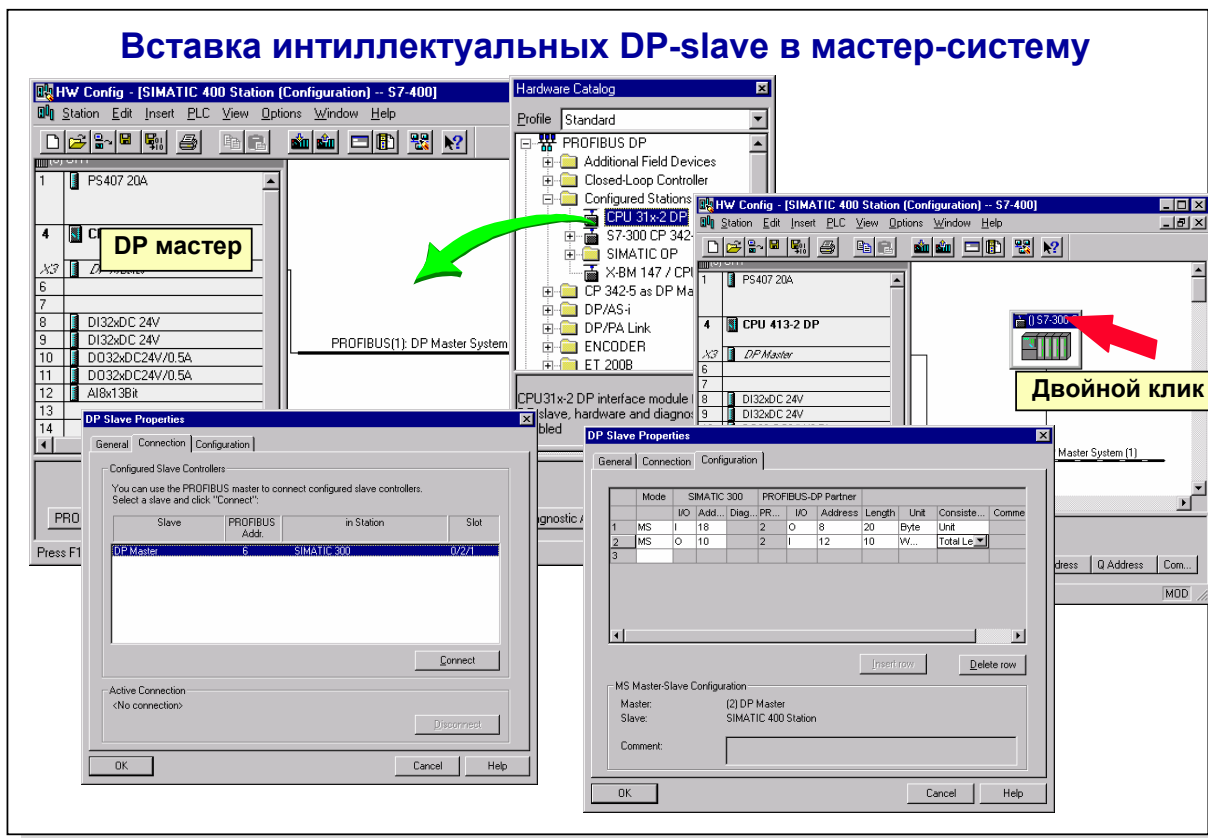 Вставка интиллектуальных DP-slave в мастер-систему
HW Config - [SIMATIC 400 Station (Configuration) -- S7-400]
Station Edit Insert PLC View Options Window Help
1 PS407 20A
4
DP мастер
X3
6
7
8 DI32xDC 24V
9 DI32xDC 24V
10 DO32xDC24V/0.5A
11 DO32xDC24V/0.5A
12 AI8x13Bit
13
14
PROFIBUS(1): DP Master System
Press F1
Hardware Catalog
Profile Standard
PROFIBUS DP
Additional Field Devices
Closed-Loop Controller
Configured Stations
CPU 31x-2 DP
S7-300 CP 342-
SIMATIC OP
X-BM 147 / CPU
CP 342-5 as DP Ma
DP/AS-i
DP/PA Link
ENCODER
ET 200B
CPU31x-2 DP interface module
slave, hardware and diagnos
bled
HW Config - [SIMATIC 400 Station (Configuration) -- S7-400]
Station Edit Insert PLC View Options Window Help
1 PS407 20A
4 CPU 413-2 DP
X3 DP Master
6
7
8 DI32xDC 24V
9 DI32xDC 24V
() S7-300
Двойной клик
Master System (1)
dress Q Address Com...
MOD
DP Slave Properties
General Connection Configuration
Configured Slave Controllers
You can use the PROFIBUS master to connect configured slave controllers.
Select a slave and click "Connect":
Slave PROFIBUS Addr. in Station Slot
DP Master 6 SIMATIC 300 0/2/1
Connect
Active Connection
<No connection>
Disconnect
OK Cancel Help
DP Slave Properties
General Connection Configuration
Mode SIMATIC 300 PROFIBUS-DP Partner
I/O Add... Diag... PR... I/O Address Length Unit Consiste... Comme
1 MS I 18 2 O 8 20 Byte Unit
2 MS O 10 2 I 12 10 W... Total Le
3
Insert row Delete row
MS Master-Slave Configuration
Master: (2) DP Master
Slave: SIMATIC 400 Station
Comment:
OK Cancel Help